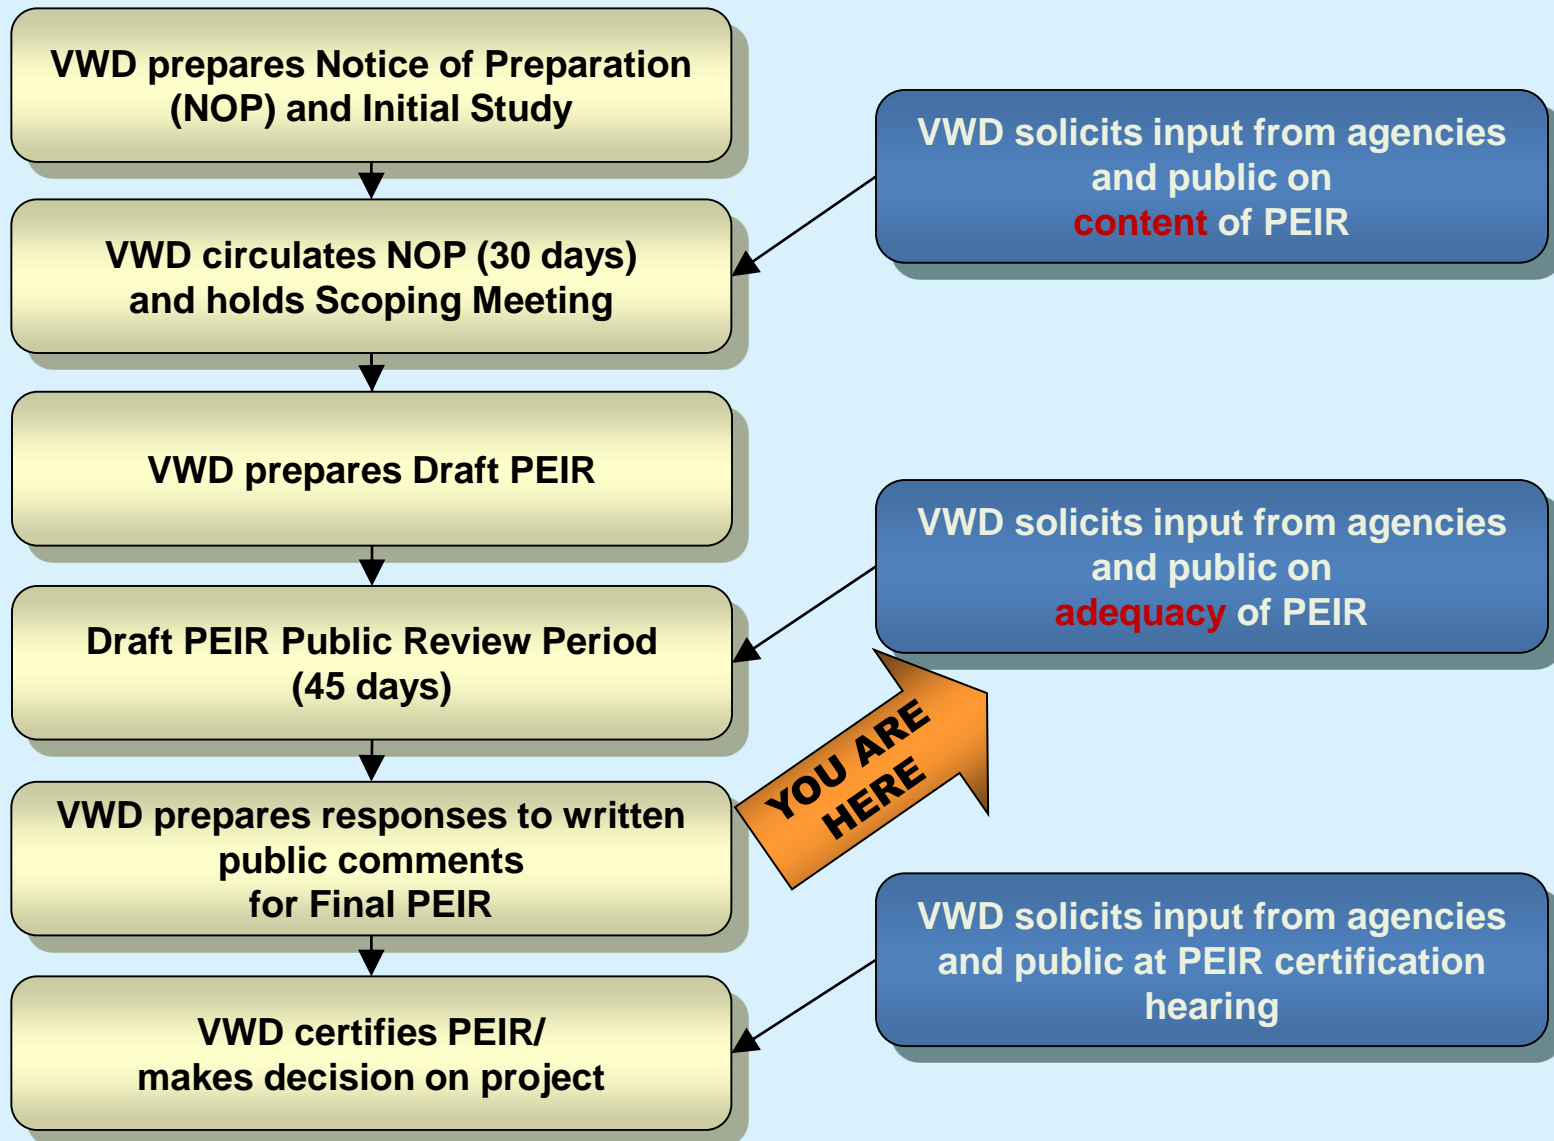 VWD prepares Notice of Preparation
(NOP) and Initial Study
VWD solicits input from agencies
and public on
content of PEIR
VWD circulates NOP (30 days)
and holds Scoping Meeting
VWD prepares Draft PEIR
VWD solicits input from agencies
and public on
adequacy of PEIR
Draft PEIR Public Review Period
(45 days)
YOU ARE
HERE
VWD prepares responses to written
public comments
for Final PEIR
VWD solicits input from agencies
and public at PEIR certification
hearing
VWD certifies PEIR/
makes decision on project